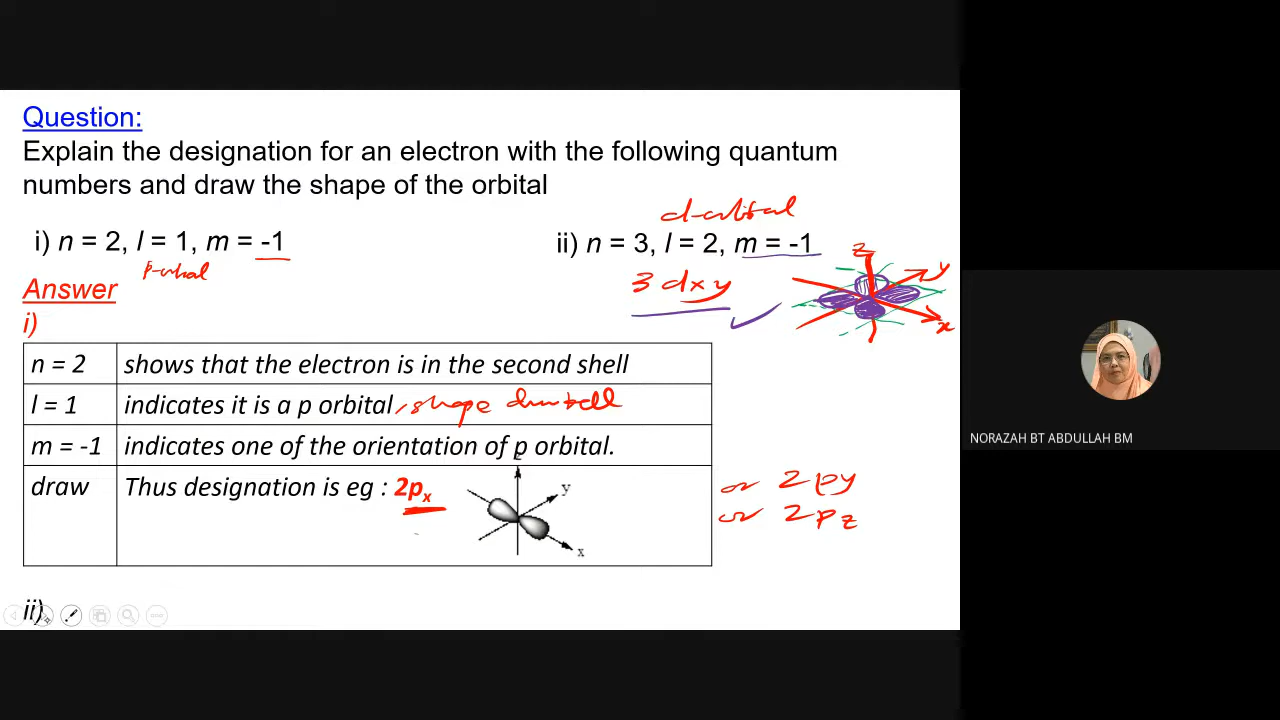 Question:
Explain the designation for an electron with the following quantum
numbers and draw the shape of the orbital
d-orbital
i) n = 2, l = 1, m = -1
ii) n = 3, l = 2, m = -1
p-orbital
3 dxy
z
y
x
Answer
i)
n = 2 shows that the electron is in the second shell
l = 1 indicates it is a p orbital, shape dumbell
m = -1 indicates one of the orientation of p orbital.
draw Thus designation is eg : 2px
z
y
x
or 2py
or 2pz
ii)
NORAZAH BT ABDULLAH BM